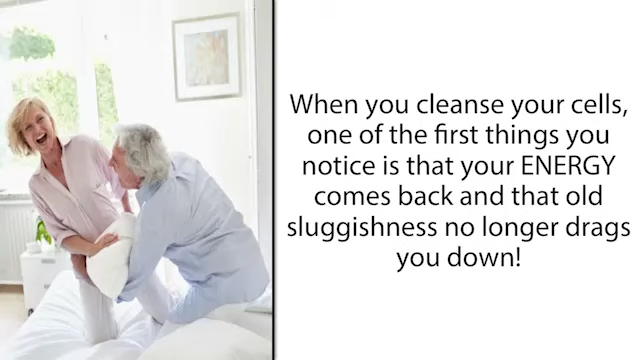 When you cleanse your cells,
one of the first things you
notice is that your ENERGY
comes back and that old
sluggishness no longer drags
you down!